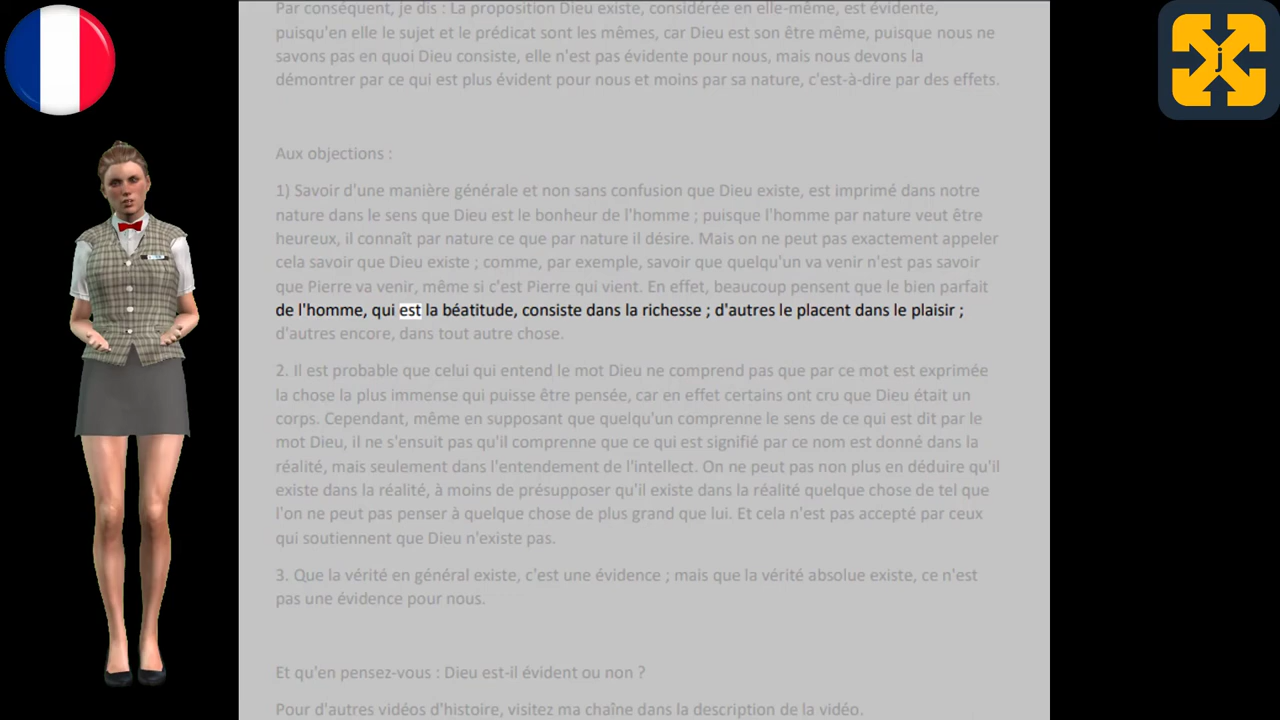 Par conséquent, je dis : La proposition Dieu existe, considérée en elle-même, est évidente,
puisqu'en elle le sujet et le prédicat sont les mêmes, car Dieu est son être même, puisque nous ne
savons pas en quoi Dieu consiste, elle n'est pas évidente pour nous, mais nous devons la
démontrer par ce qui est plus évident pour nous et moins par sa nature, c'est-à-dire par des effets.
Aux objections :
1) Savoir d'une manière générale et non sans confusion que Dieu existe, est imprimé dans notre
nature dans le sens que Dieu est le bonheur de l'homme ; puisque l'homme par nature veut être
heureux, il connaît par nature ce que par nature il désire. Mais on ne peut pas exactement appeler
cela savoir que Dieu existe ; comme, par exemple, savoir que quelqu'un va venir n'est pas savoir
que Pierre va venir, même si c'est Pierre qui vient. En effet, beaucoup pensent que le bien parfait
de l'homme, qui est la béatitude, consiste dans la richesse ; d'autres le placent dans le plaisir ;
d'autres encore, dans tout autre chose.
2. Il est probable que celui qui entend le mot Dieu ne comprend pas que par ce mot est exprimée
la chose la plus immense qui puisse être pensée, car en effet certains ont cru que Dieu était un
corps. Cependant, même en supposant que quelqu'un comprenne le sens de ce qui est dit par le
mot Dieu, il ne s'ensuit pas qu'il comprenne que ce qui est signifié par ce nom est donné dans la
réalité, mais seulement dans l'entendement de l'intellect. On ne peut pas non plus en déduire qu'il
existe dans la réalité, à moins de présupposer qu'il existe dans la réalité quelque chose de tel que
l'on ne peut pas penser à quelque chose de plus grand que lui. Et cela n'est pas accepté par ceux
qui soutiennent que Dieu n'existe pas.
3. Que la vérité en général existe, c'est une évidence ; mais que la vérité absolue existe, ce n'est
pas une évidence pour nous.
Et qu'en pensez-vous : Dieu est-il évident ou non ?
Pour d'autres vidéos d'histoire, visitez ma chaîne dans la description de la vidéo.
j